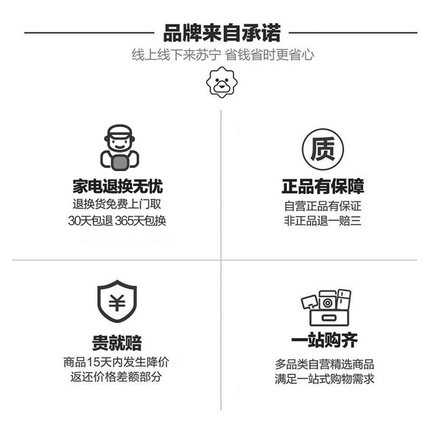 品牌来自承诺
线上线下来苏宁 省钱省时更省心
家电退换无忧
退换货免费上门取
30天包退 365天包换
质
正品有保障
自营正品有保证
非正品退一赔三
¥
贵就赔
商品15天内发生降价
返还价格差额部分
一站购齐
多品类自营精选商品
满足一站式购物需求